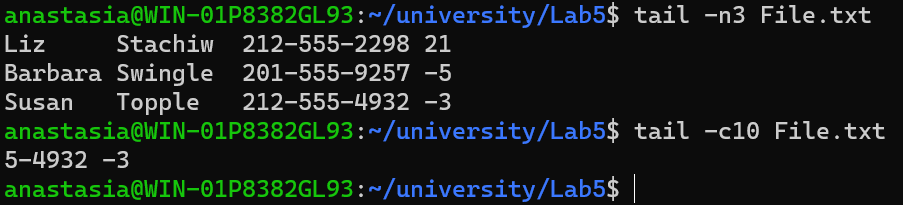 anastasia@WIN-01P8382GL93:~/university/Lab5$ tail -n3 File.txt
Liz     Stachiw  212-555-2298 21
Barbara Swingle  201-555-9257 -5
Susan   Topple   212-555-4932 -3
anastasia@WIN-01P8382GL93:~/university/Lab5$ tail -c10 File.txt
5-4932 -3
anastasia@WIN-01P8382GL93:~/university/Lab5$